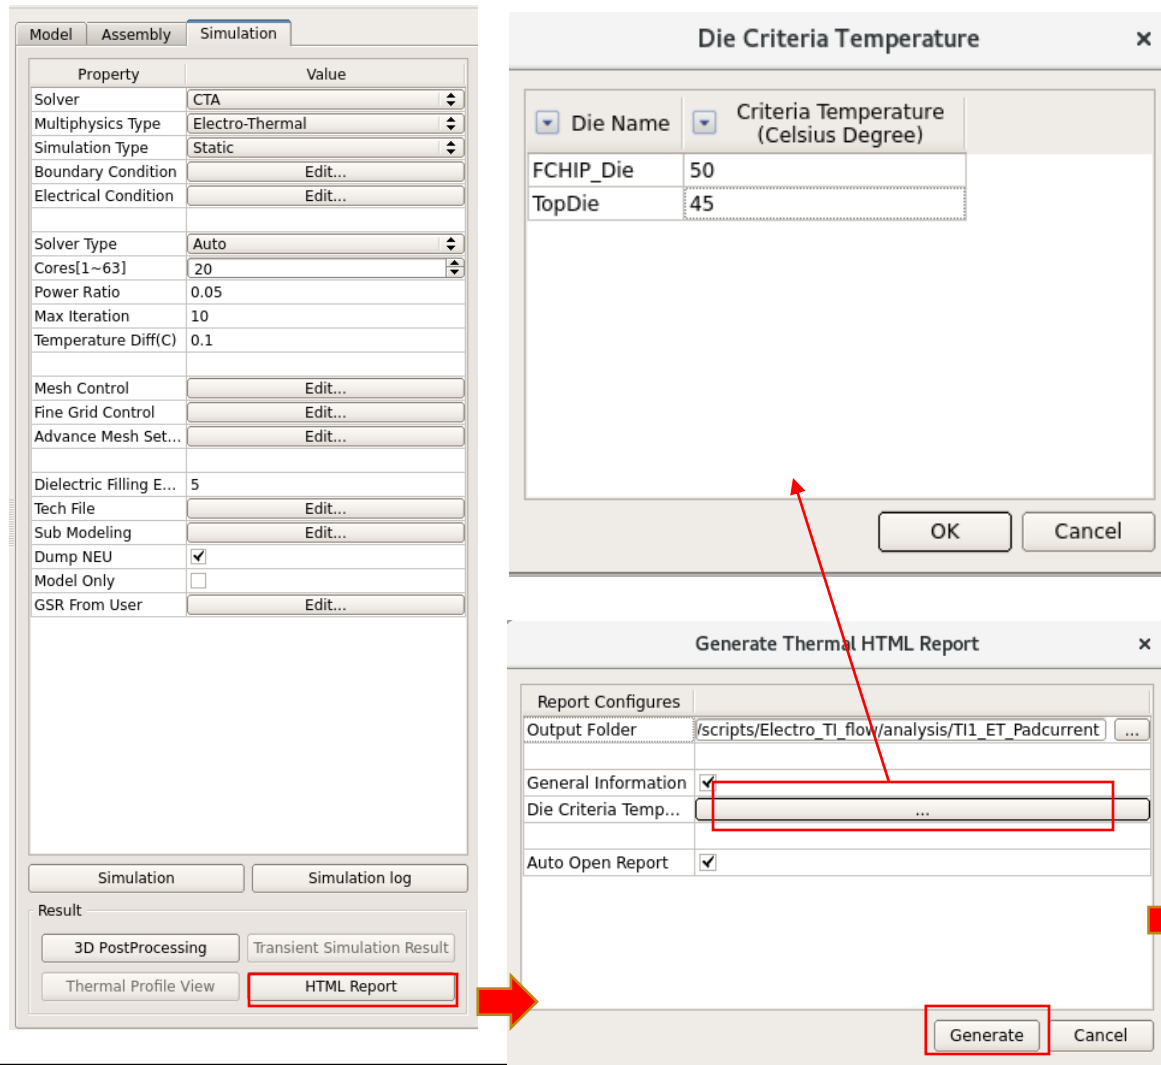 Model Assembly Simulation
Property Value
Solver CTA
Multiphysics Type Electro-Thermal
Simulation Type Static
Boundary Condition Edit...
Electrical Condition Edit...
Solver Type Auto
Cores[1~63] 20
Power Ratio 0.05
Max Iteration 10
Temperature Diff(C) 0.1
Mesh Control Edit...
Fine Grid Control Edit...
Advance Mesh Set... Edit...
Dielectric Filling E... 5
Tech File Edit...
Sub Modeling Edit...
Dump NEU
Model Only
GSR From User Edit...
Simulation Simulation log
Result
3D PostProcessing Transient Simulation Result
Thermal Profile View HTML Report
Die Criteria Temperature ×
Die Name Criteria Temperature
(Celsius Degree)
FCHIP_Die 50
TopDie 45
OK Cancel
Generate Thermal HTML Report ×
Report Configures
Output Folder /scripts/Electro_TI_flow/analysis/TI1_ET_Padcurrent ...
General Information
Die Criteria Temp... ...
Auto Open Report
Generate Cancel